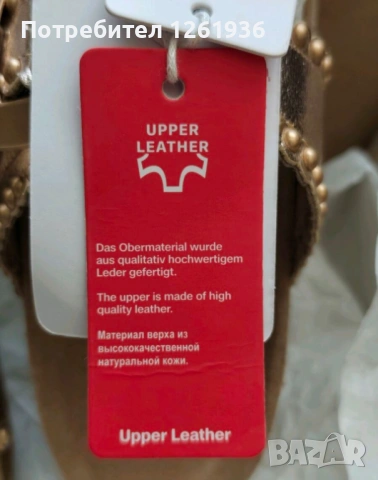 Потребител 1261936
UPPER
LEATHER
Das Obermaterial wurde
aus qualitativ hochwertigem
Leder gefertigt.
The upper is made of high
quality leather.
Материал верха из
высококачественной
натуральной кожи.
Upper Leather
BAZAR